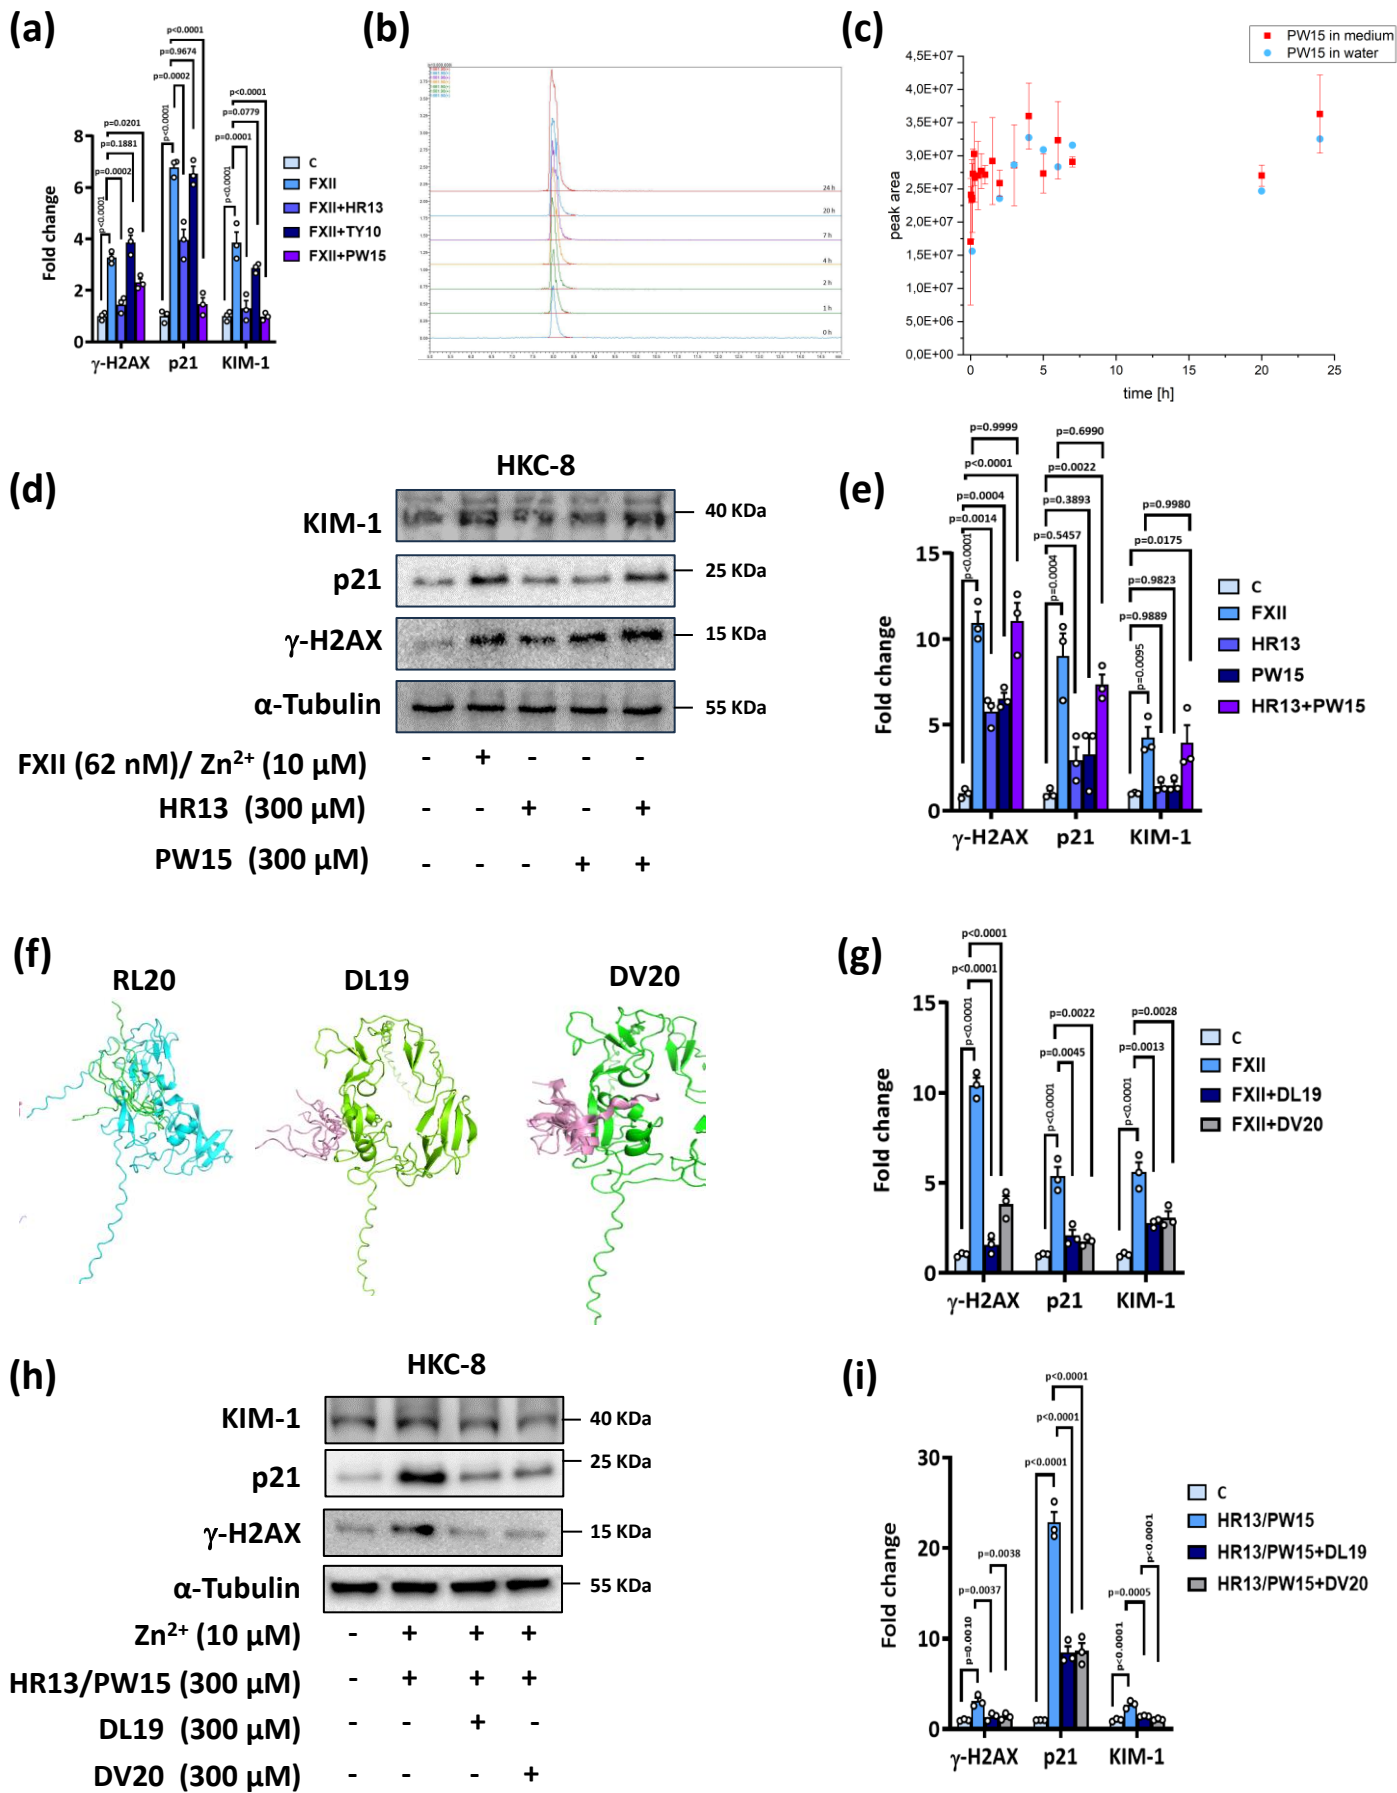 (a)
p<0.0001
p=0.9674
p=0.0002
p<0.0001
p<0.0001
p=0.0779
p=0.0001
p<0.0001
p=0.0201
p=0.1881
p=0.0002
p<0.0001
Fold change
8
6
4
2
0
γ-H2AX p21 KIM-1
C
FXII
FXII+HR13
FXII+TY10
FXII+PW15
(b)
24 h
20 h
7 h
4 h
2 h
1 h
0 h
(c)
PW15 in medium
PW15 in water
4,5E+07
4,0E+07
3,5E+07
3,0E+07
2,5E+07
2,0E+07
1,5E+07
1,0E+07
5,0E+06
0,0E+00
peak area
0 5 10 15 20 25
time [h]
(d)
HKC-8
KIM-1 40 KDa
p21 25 KDa
γ-H2AX 15 KDa
α-Tubulin 55 KDa
FXII (62 nM)/ Zn²⁺ (10 μM) - + - - -
HR13 (300 μM) - - + - +
PW15 (300 μM) - - - + +
(e)
p=0.9999
p<0.0001
p=0.0004
p=0.0014
p<0.0001
p=0.6990
p=0.0022
p=0.3893
p=0.5457
p=0.0004
p=0.9980
p=0.0175
p=0.9823
p=0.9889
p=0.0095
Fold change
15
10
5
0
γ-H2AX p21 KIM-1
C
FXII
HR13
PW15
HR13+PW15
(f)
RL20 DL19 DV20
(g)
p<0.0001
p<0.0001
p<0.0001
p=0.0022
p=0.0045
p<0.0001
p=0.0028
p=0.0013
p<0.0001
Fold change
15
10
5
0
γ-H2AX p21 KIM-1
C
FXII
FXII+DL19
FXII+DV20
(h)
HKC-8
KIM-1 40 KDa
p21 25 KDa
γ-H2AX 15 KDa
α-Tubulin 55 KDa
Zn²⁺ (10 μM) - + + +
HR13/PW15 (300 μM) - + + +
DL19 (300 μM) - - + -
DV20 (300 μM) - - - +
(i)
p<0.0001
p<0.0001
p<0.0001
p=0.0038
p=0.0037
p=0.0010
p<0.0001
p=0.0005
p<0.0001
Fold change
30
20
10
0
γ-H2AX p21 KIM-1
C
HR13/PW15
HR13/PW15+DL19
HR13/PW15+DV20